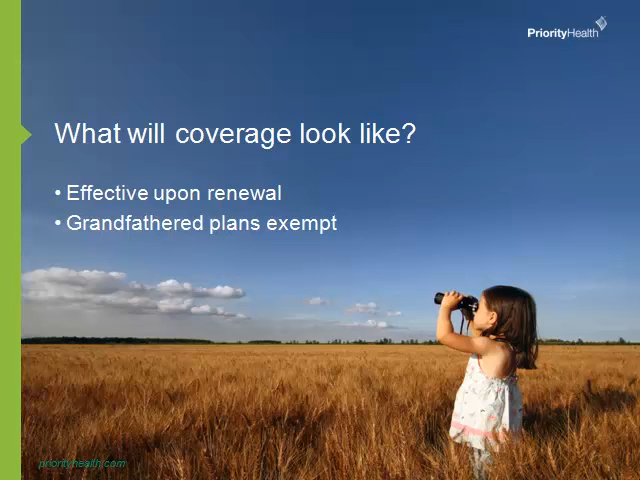 PriorityHealth
What will coverage look like?
• Effective upon renewal
• Grandfathered plans exempt
priorityhealth.com